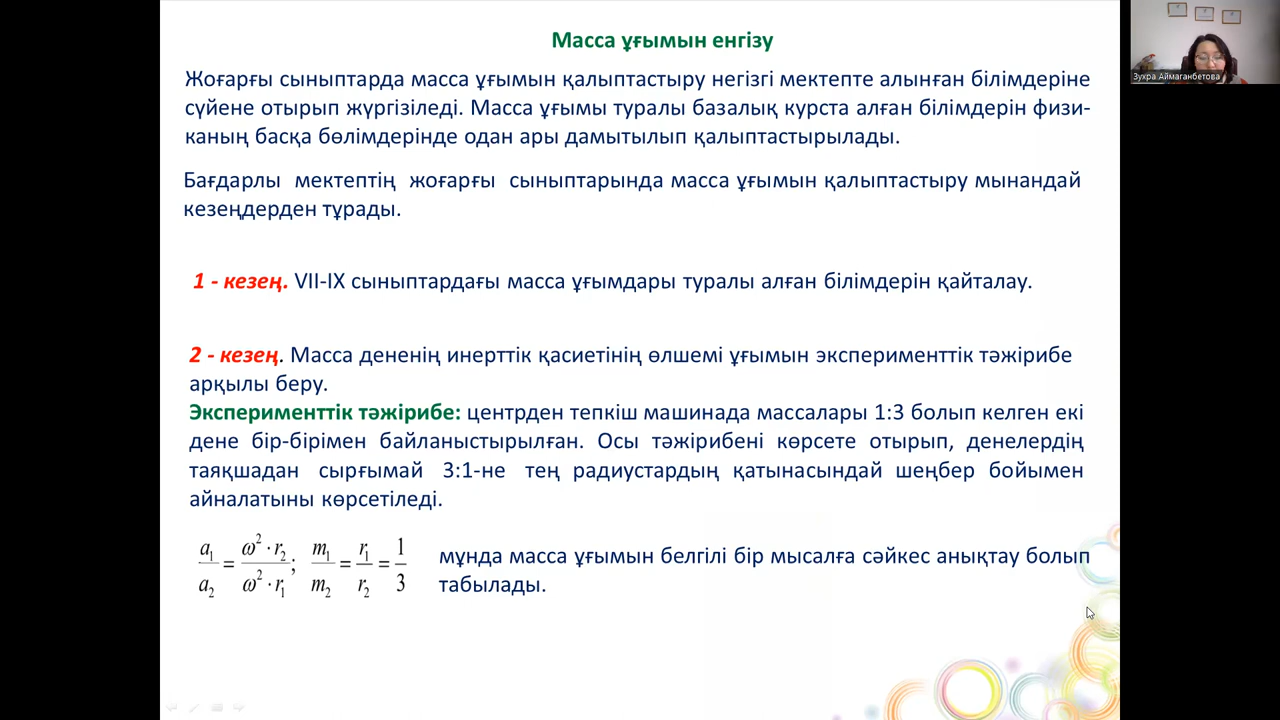 Масса ұғымын енгізу
Жоғарғы сыныптарда масса ұғымын қалыптастыру негізгі мектепте алынған білімдеріне
сүйене отырып жүргізіледі. Масса ұғымы туралы базалық курста алған білімдерін физи-
каның басқа бөлімдерінде одан ары дамытылып қалыптастырылады.
Бағдарлы мектептің жоғарғы сыныптарында масса ұғымын қалыптастыру мынандай
кезеңдерден тұрады.
1 - кезең. VII-IX сыныптардағы масса ұғымдары туралы алған білімдерін қайталау.
2 - кезең. Масса дененің инерттік қасиетінің өлшемі ұғымын эксперименттік тәжірибе
арқылы беру.
Эксперименттік тәжірибе: центрден тепкіш машинада массалары 1:3 болып келген екі
дене бір-бірімен байланыстырылған. Осы тәжірибені көрсете отырып, денелердің
таяқшадан сырғымай 3:1-не тең радиустардың қатынасындай шеңбер бойымен
айналатыны көрсетіледі.
a₁/a₂ = ω²·r₂/ω²·r₁; m₁/m₂ = r₁/r₂ = 1/3
мұнда масса ұғымын белгілі бір мысалға сәйкес анықтау болып
табылады.
Зухра Аймаганбетова